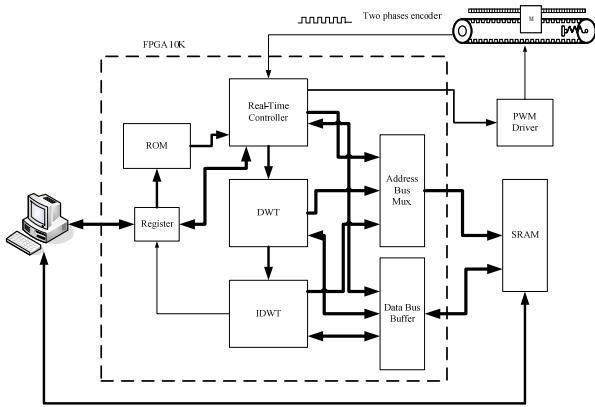 Two phases encoder
M
FPGA 10K
Real-Time
Controller
PWM
Driver
ROM
Address
Bus
Mux
Register
DWT
SRAM
IDWT
Data Bus
Buffer